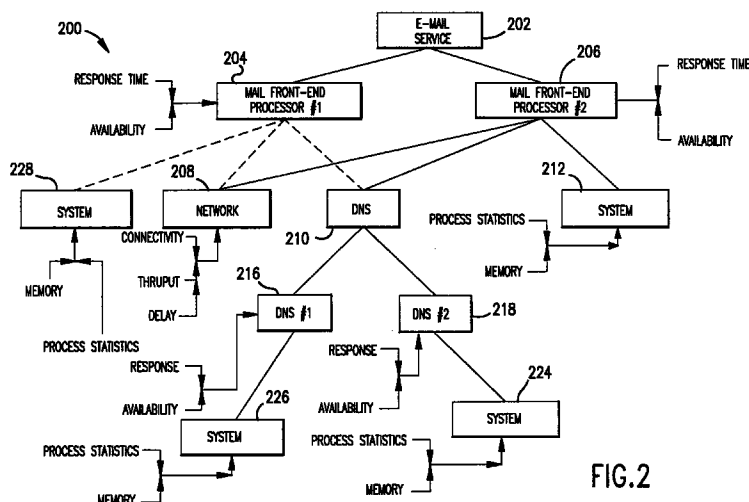 200
E-MAIL
SERVICE
202
204
206
RESPONSE TIME
AVAILABILITY
MAIL FRONT-END
PROCESSOR #1
MAIL FRONT-END
PROCESSOR #2
RESPONSE TIME
AVAILABILITY
228
SYSTEM
208
NETWORK
DNS
210
212
SYSTEM
MEMORY
PROCESS STATISTICS
CONNECTIVITY
THRUPUT
DELAY
PROCESS STATISTICS
MEMORY
216
DNS #1
DNS #2
218
RESPONSE
AVAILABILITY
RESPONSE
AVAILABILITY
226
SYSTEM
224
SYSTEM
PROCESS STATISTICS
MEMORY
PROCESS STATISTICS
MEMORY
FIG.2